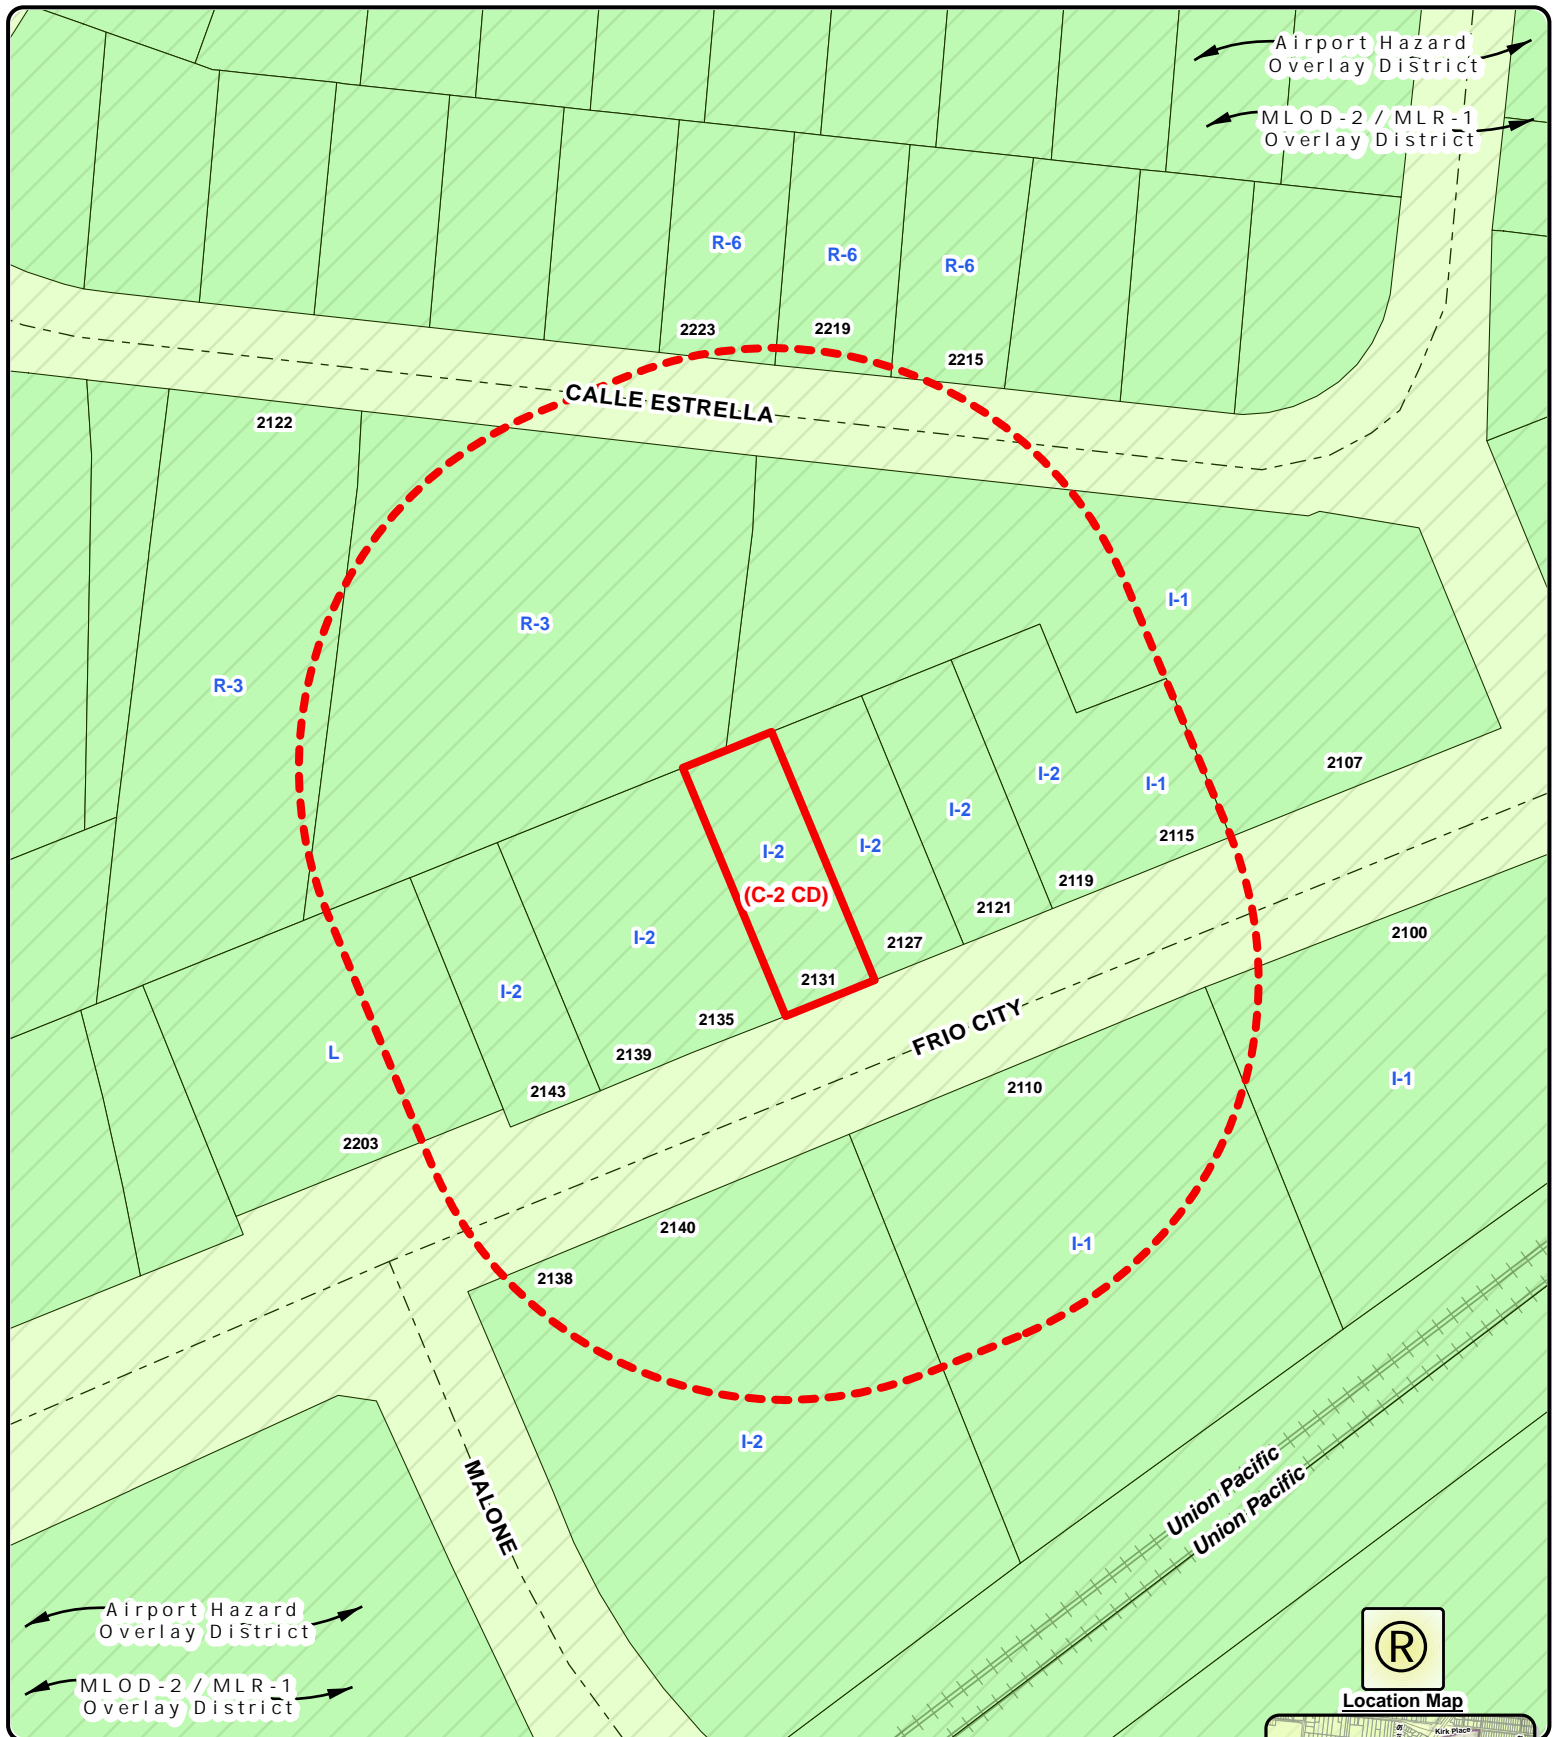 Airport Hazard
Overlay District
MLOD-2 / MLR-1
Overlay District
R-6
R-6
R-6
2223
2219
2215
CALLE ESTRELLA
2122
I-1
R-3
R-3
2107
I-2
I-1
I-2
2115
I-2
I-2
2119
(C-2 CD)
2121
2100
I-2
2127
2131
I-2
2135
FRIO CITY
L
2139
I-1
2143
2110
2203
2140
I-1
2138
I-2
Union Pacific
Union Pacific
MALONE
Airport Hazard
Overlay District
MLOD-2 / MLR-1
Overlay District
R
Location Map
Kirk Place